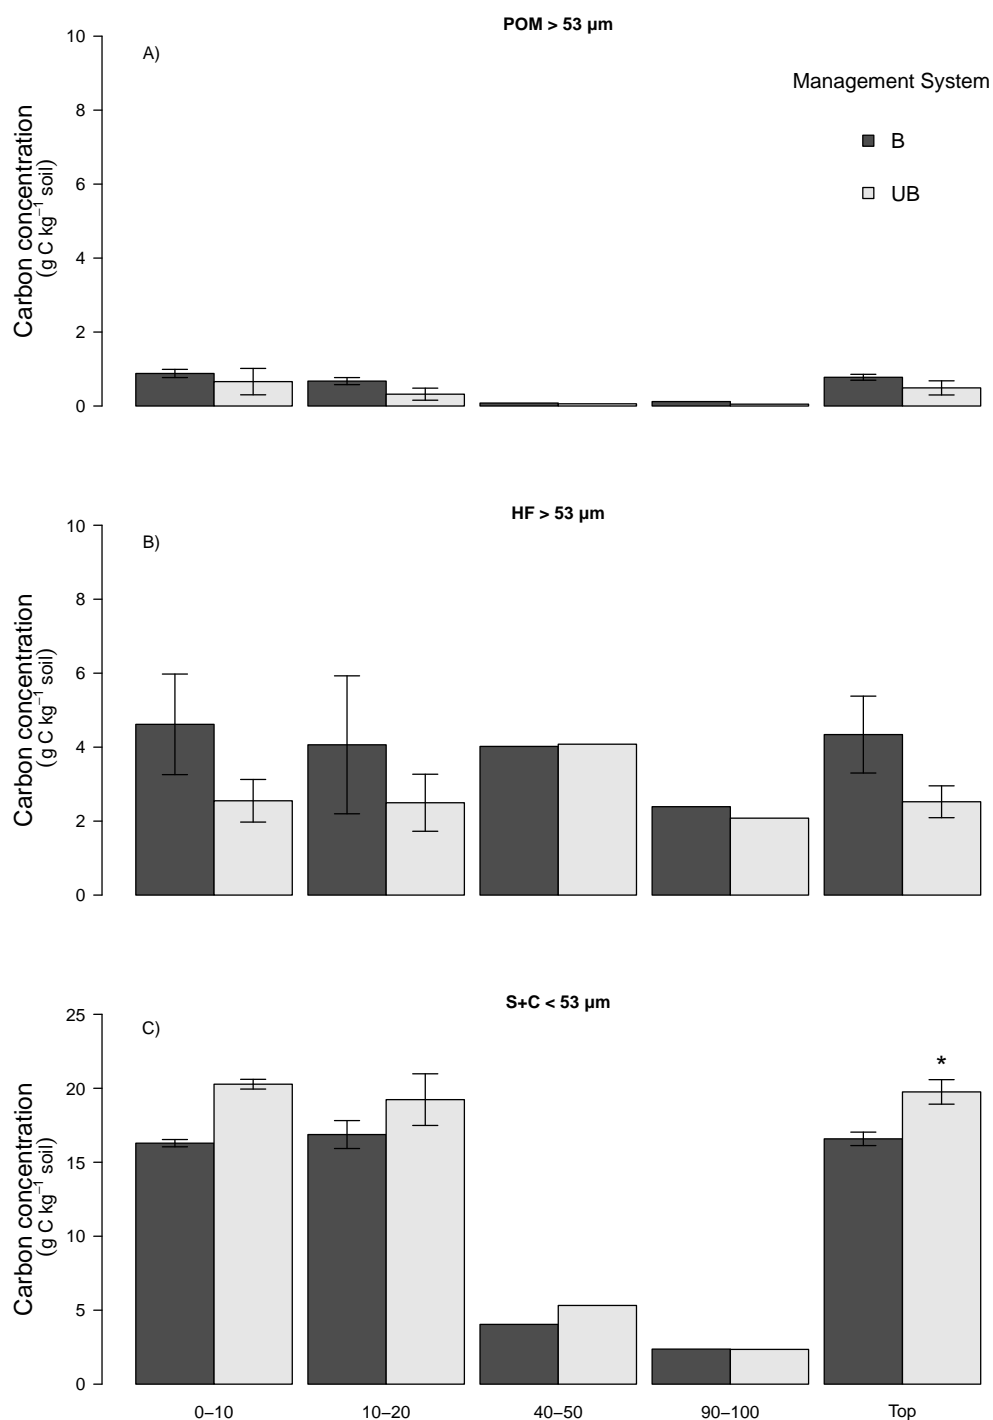 POM > 53 µm
A)
10
8
6
4
2
0
Carbon concentration
(g C kg⁻¹ soil)
Management System
B
UB
HF > 53 µm
B)
10
8
6
4
2
0
Carbon concentration
(g C kg⁻¹ soil)
S+C < 53 µm
C)
25
20
15
10
5
0
Carbon concentration
(g C kg⁻¹ soil)
*
0–10 10–20 40–50 90–100 Top